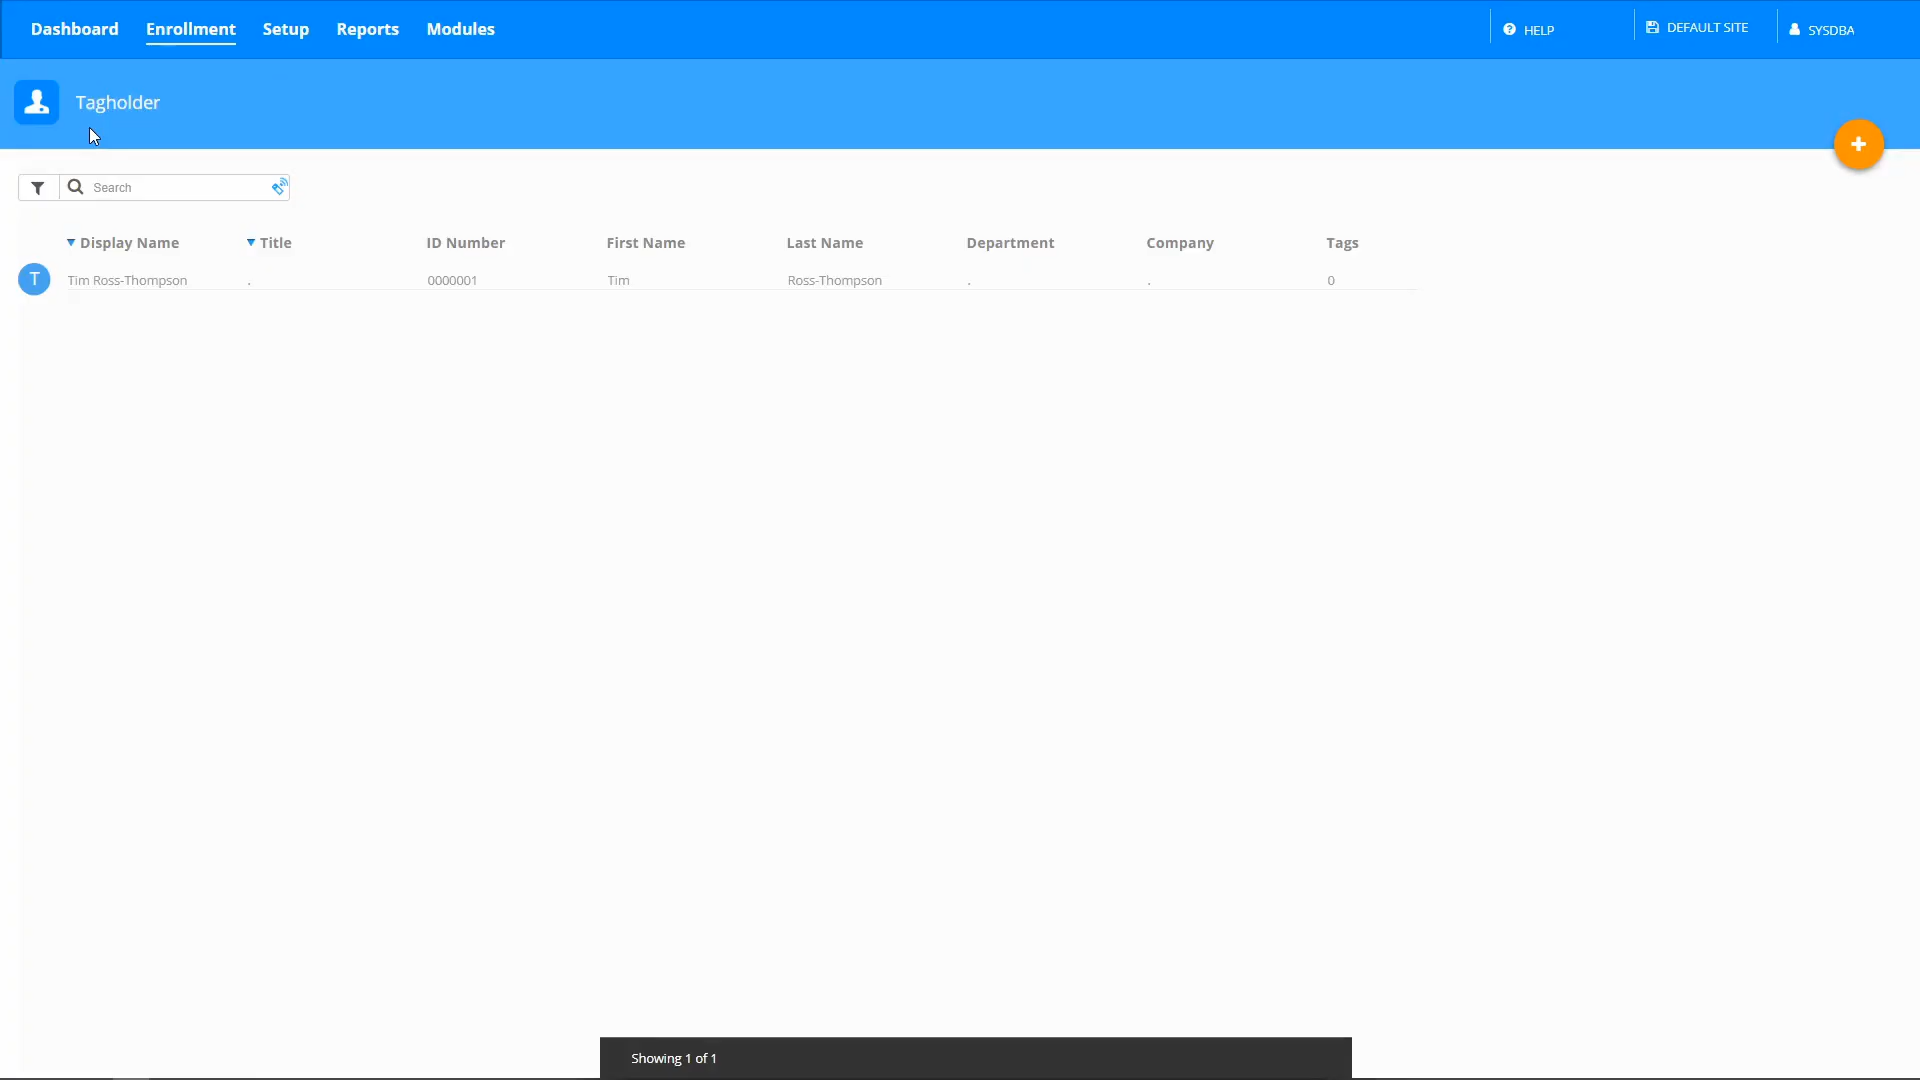 Dashboard Enrollment Setup Reports Modules HELP DEFAULT SITE SYSDBA
Tagholder
Search
Display Name Title ID Number First Name Last Name Department Company Tags
T Tim Ross-Thompson . 0000001 Tim Ross-Thompson . . 0
Showing 1 of 1